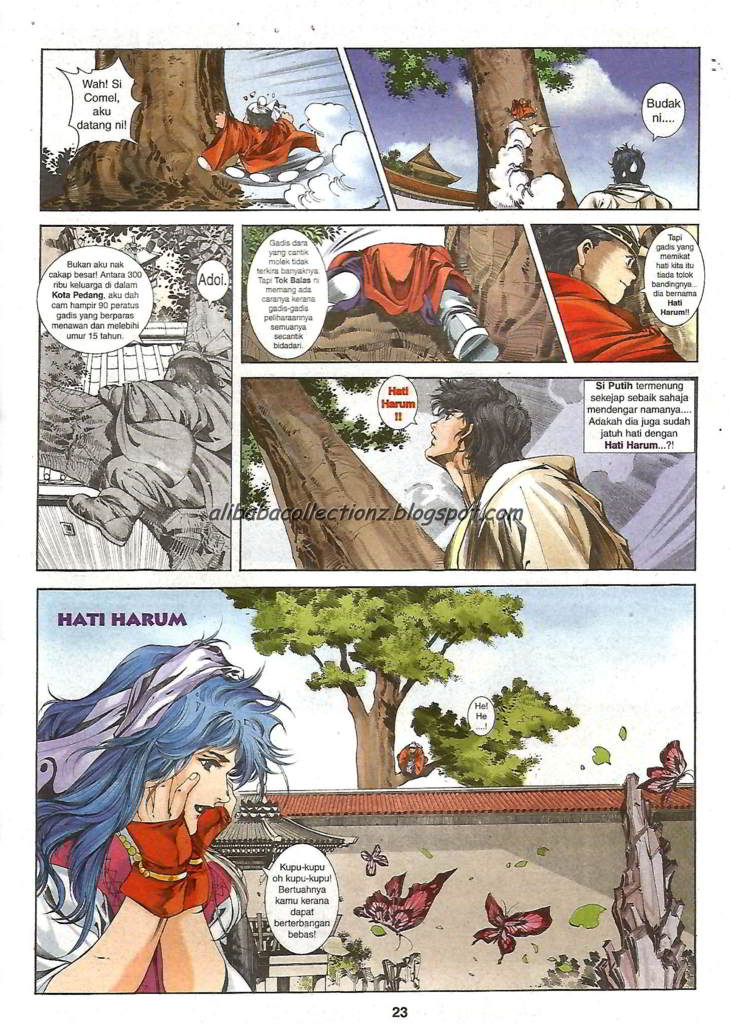 Wah! Si
Comel,
aku
datang ni!
Budak
ni....
Bukan aku nak
cakap besar! Antara 300
ribu keluarga di dalam
Kota Pedang, aku dah
cam hampir 90 peratus
gadis yang berparas
menawan dan melebihi
umur 15 tahun.
Adoi.
Gadis dara
yang cantik
molek tidak
terkira banyaknya.
Tapi Tok Balas ni
memang ada
caranya kerana
gadis-gadis
peliharaannya
semuanya
secantik
bidadari.
Tapi
gadis yang
memikat
hati kita itu
tiada tolok
bandingnya...
dia bernama
Hati
Harum!!
Hati
Harum
!!
Si Putih termenung
sekejap sebaik sahaja
mendengar namanya....
Adakah dia juga sudah
jatuh hati dengan
Hati Harum...?!
alibabacollectionz.blogspot.com
HATI HARUM
He!
He
...!
Kupu-kupu
oh kupu-kupu!
Bertuahnya
kamu kerana
dapat
berterbangan
bebas!
23